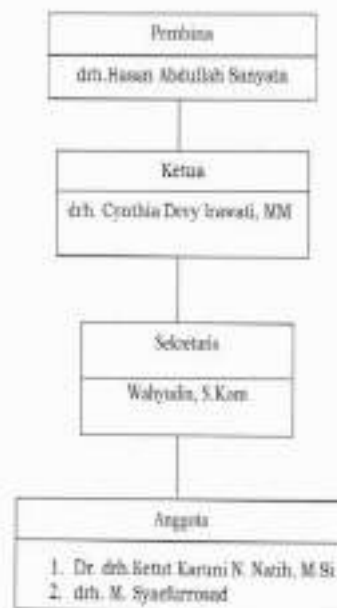 Pembina
drh.Hasan Abdullah Sanyata
Ketua
drh. Cynthia Devy Irawati, MM
Sekretaris
Wahyudin, S.Kom
Anggota
1. Dr. drh.Ketut Karuni N. Natih, M.Si
2. drh. M. Syaefurrosad